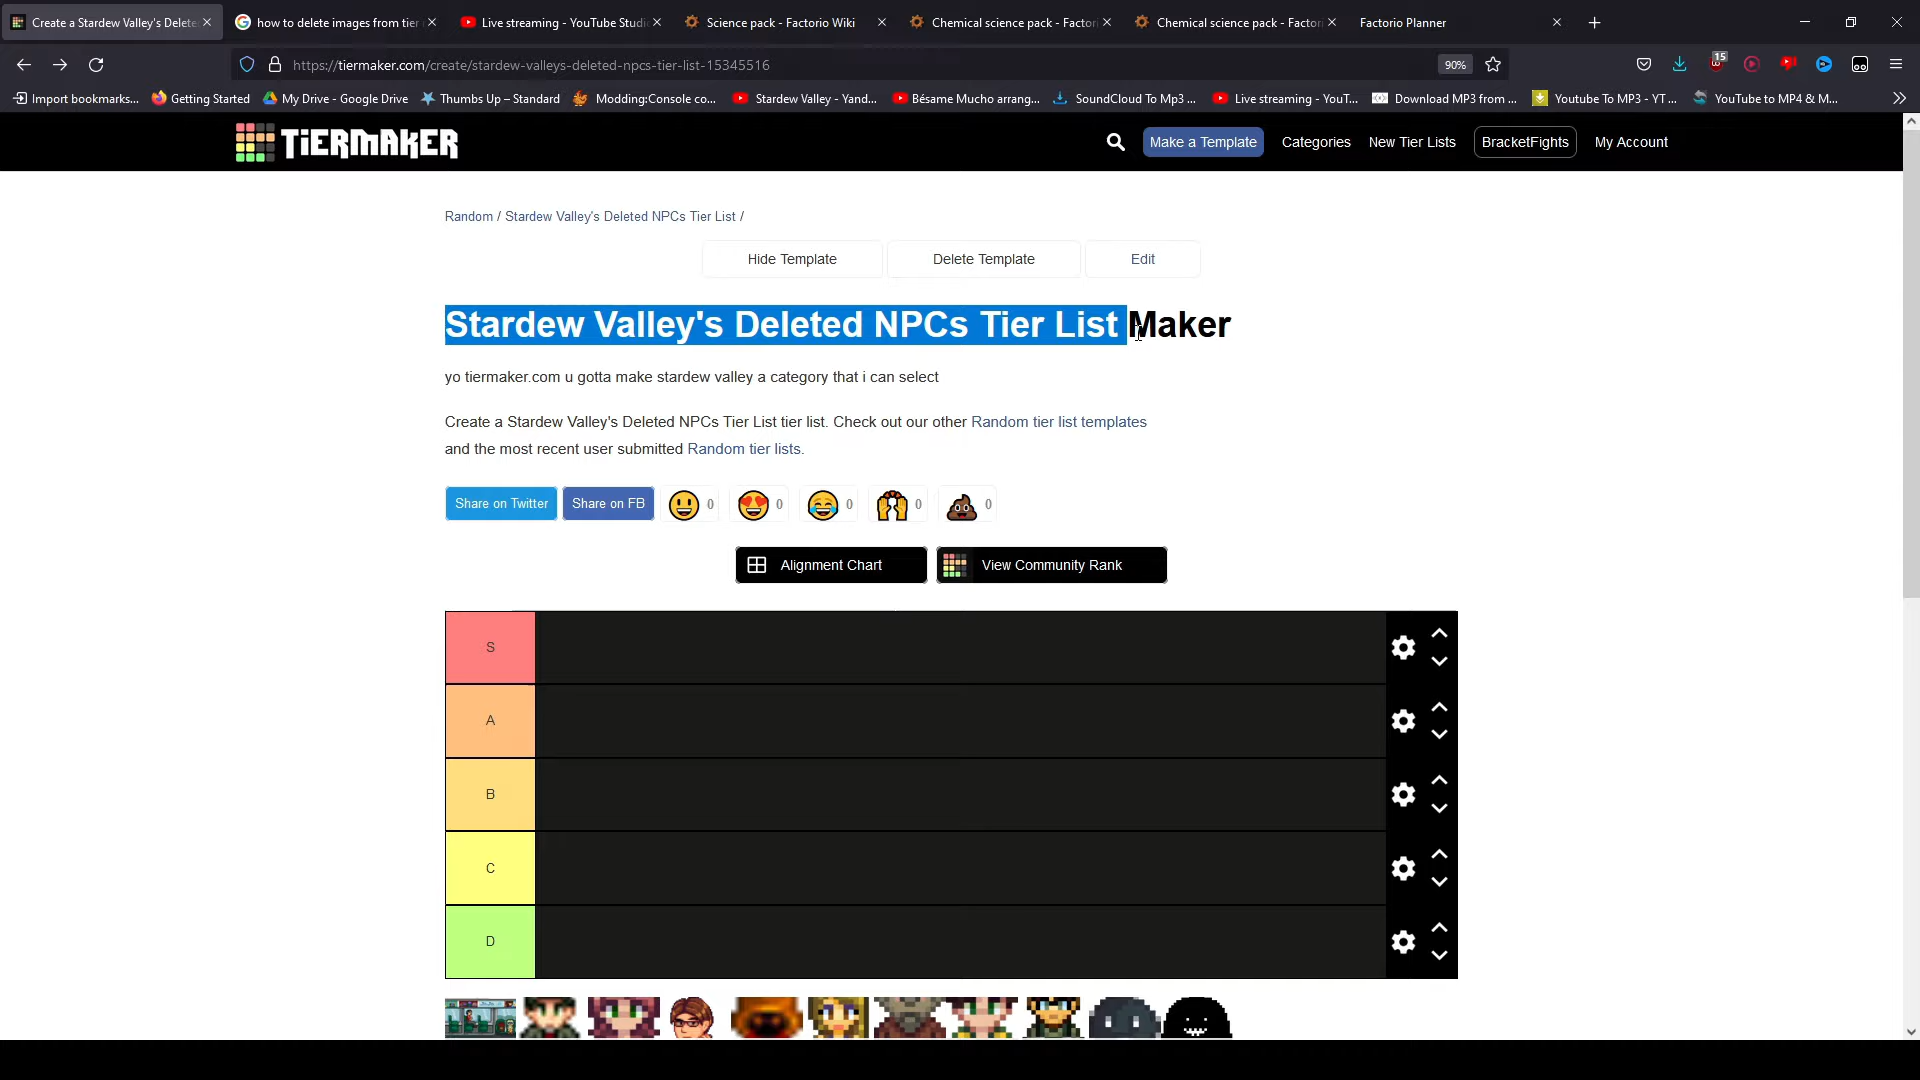 Create a Stardew Valley's Delete
how to delete images from tier
Live streaming - YouTube Studi
Science pack - Factorio Wiki
Chemical science pack - Factori
Chemical science pack - Factori
Factorio Planner
https://tiermaker.com/create/stardew-valleys-deleted-npcs-tier-list-15345516
90%
15
Import bookmarks...
Getting Started
My Drive - Google Drive
Thumbs Up – Standard
Modding:Console co...
Stardew Valley - Yand...
Bésame Mucho arrang...
SoundCloud To Mp3 ...
Live streaming - YouT...
Download MP3 from ...
Youtube To MP3 - YT ...
YouTube to MP4 & M...
TiERMAKER
Make a Template
Categories
New Tier Lists
BracketFights
My Account
Random / Stardew Valley's Deleted NPCs Tier List /
Hide Template
Delete Template
Edit
Stardew Valley's Deleted NPCs Tier List Maker
yo tiermaker.com u gotta make stardew valley a category that i can select
Create a Stardew Valley's Deleted NPCs Tier List tier list. Check out our other Random tier list templates
and the most recent user submitted Random tier lists.
Share on Twitter
Share on FB
0
0
0
0
0
Alignment Chart
View Community Rank
S
A
B
C
D